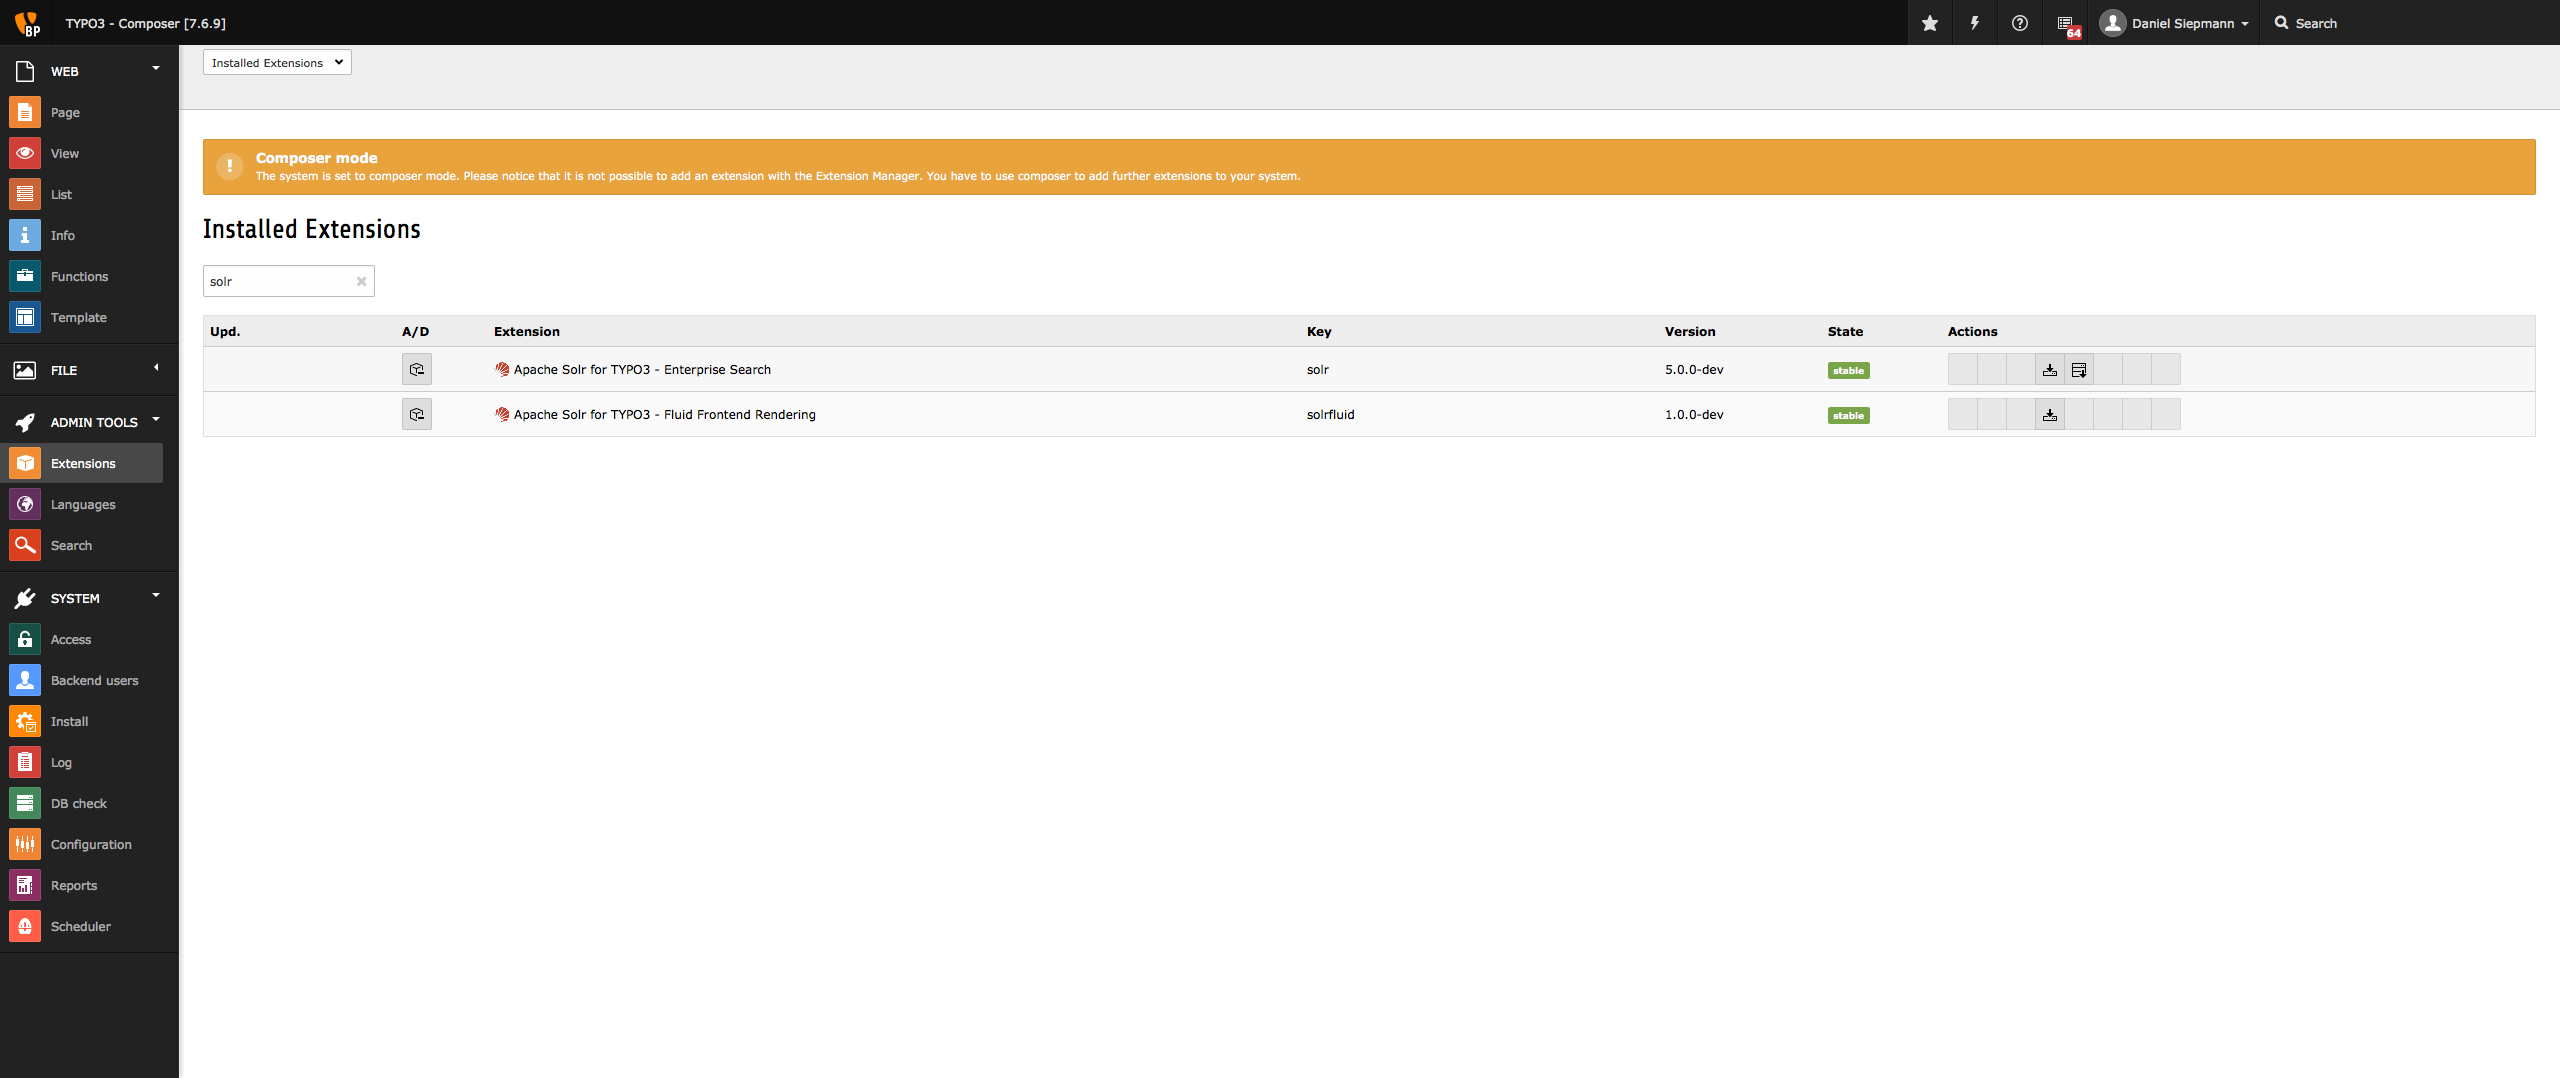 BP
TYPO3 - Composer [7.6.9]
64
Daniel Siepmann
Search
WEB
Page
View
List
Info
Functions
Template
FILE
ADMIN TOOLS
Extensions
Languages
Search
SYSTEM
Access
Backend users
Install
Log
DB check
Configuration
Reports
Scheduler
Installed Extensions
Composer mode
The system is set to composer mode. Please notice that it is not possible to add an extension with the Extension Manager. You have to use composer to add further extensions to your system.
Installed Extensions
solr
Upd. A/D Extension Key Version State Actions
Apache Solr for TYPO3 - Enterprise Search solr 5.0.0-dev stable
Apache Solr for TYPO3 - Fluid Frontend Rendering solrfluid 1.0.0-dev stable